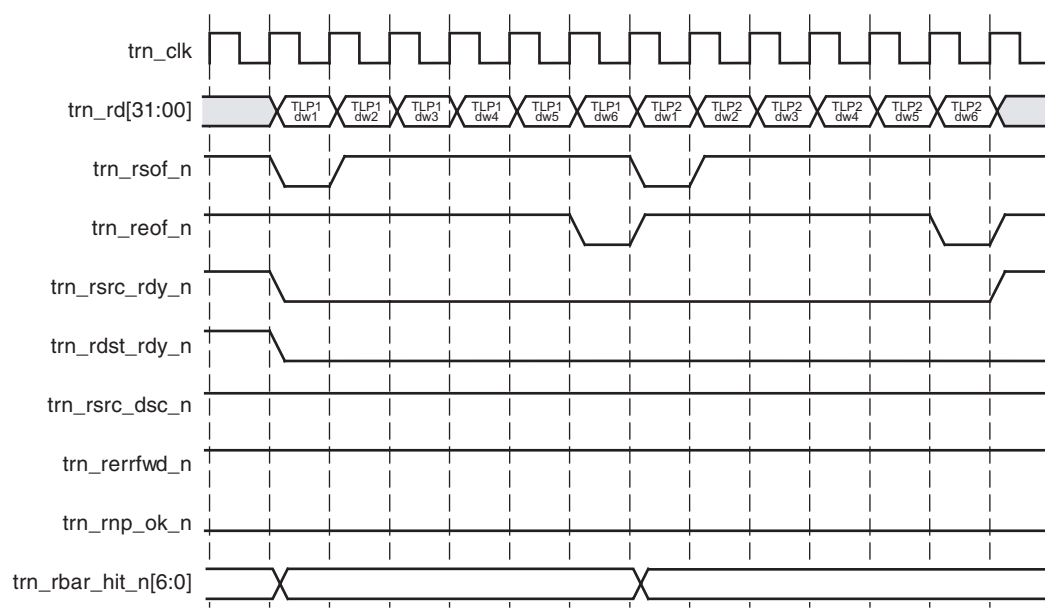 trn_clk
trn_rd[31:00]
TLP1 TLP1 TLP1 TLP1 TLP1 TLP1 TLP2 TLP2 TLP2 TLP2 TLP2 TLP2
dw1 dw2 dw3 dw4 dw5 dw6 dw1 dw2 dw3 dw4 dw5 dw6
trn_rsof_n
trn_reof_n
trn_rsrc_rdy_n
trn_rdst_rdy_n
trn_rsrc_dsc_n
trn_rerrfwd_n
trn_rnp_ok_n
trn_rbar_hit_n[6:0]